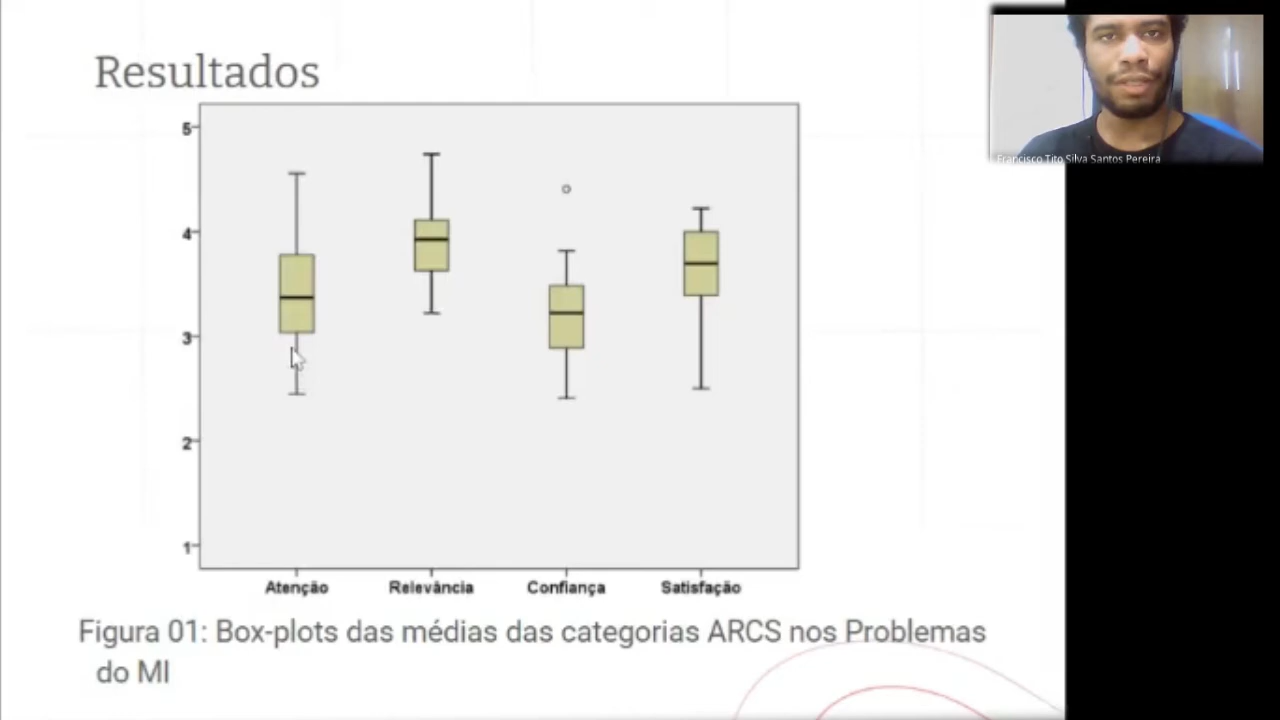 Resultados
Francisco Tito Silva Santos Pereira
5
4
3
2
1
Atenção Relevância Confiança Satisfação
Figura 01: Box-plots das médias das categorias ARCS nos Problemas
do MI